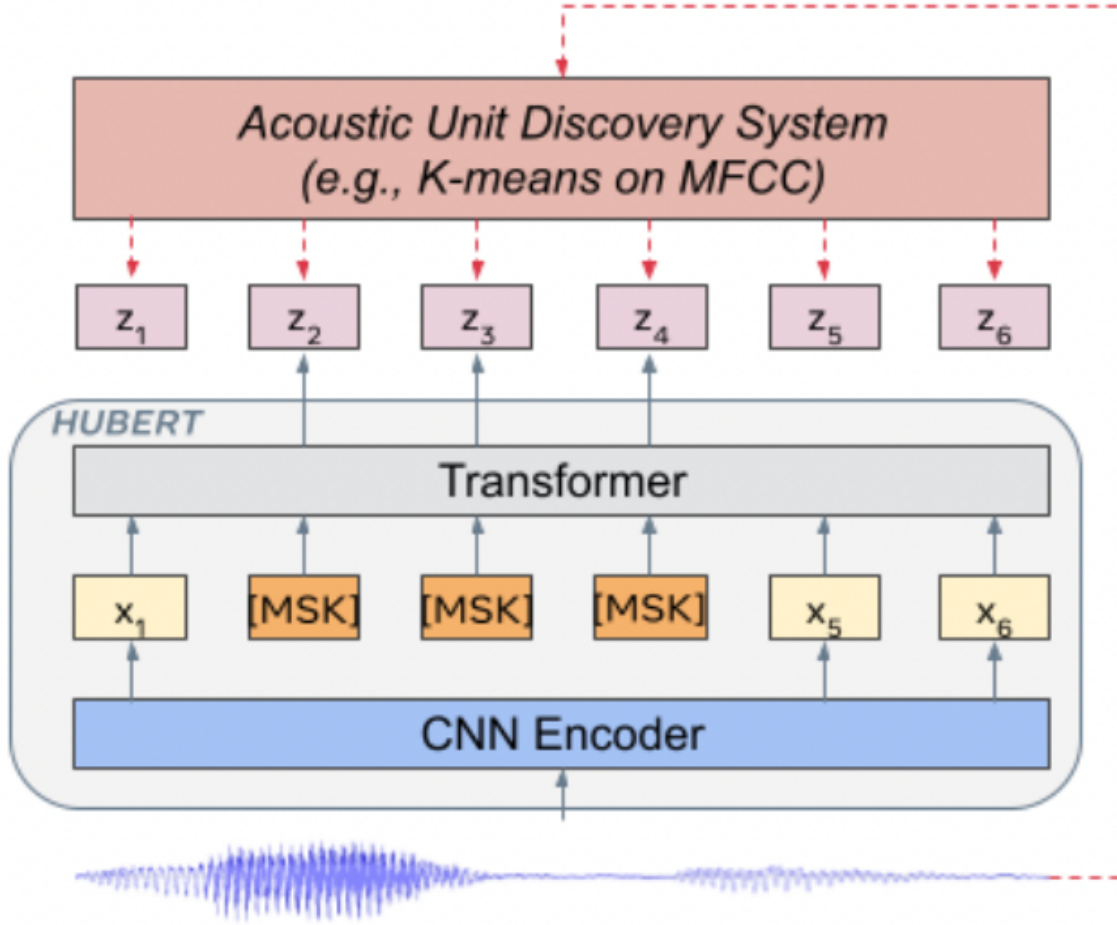 Acoustic Unit Discovery System
(e.g., K-means on MFCC)
z1 z2 z3 z4 z5 z6
HUBERT
Transformer
x1 [MSK] [MSK] [MSK] x5 x6
CNN Encoder